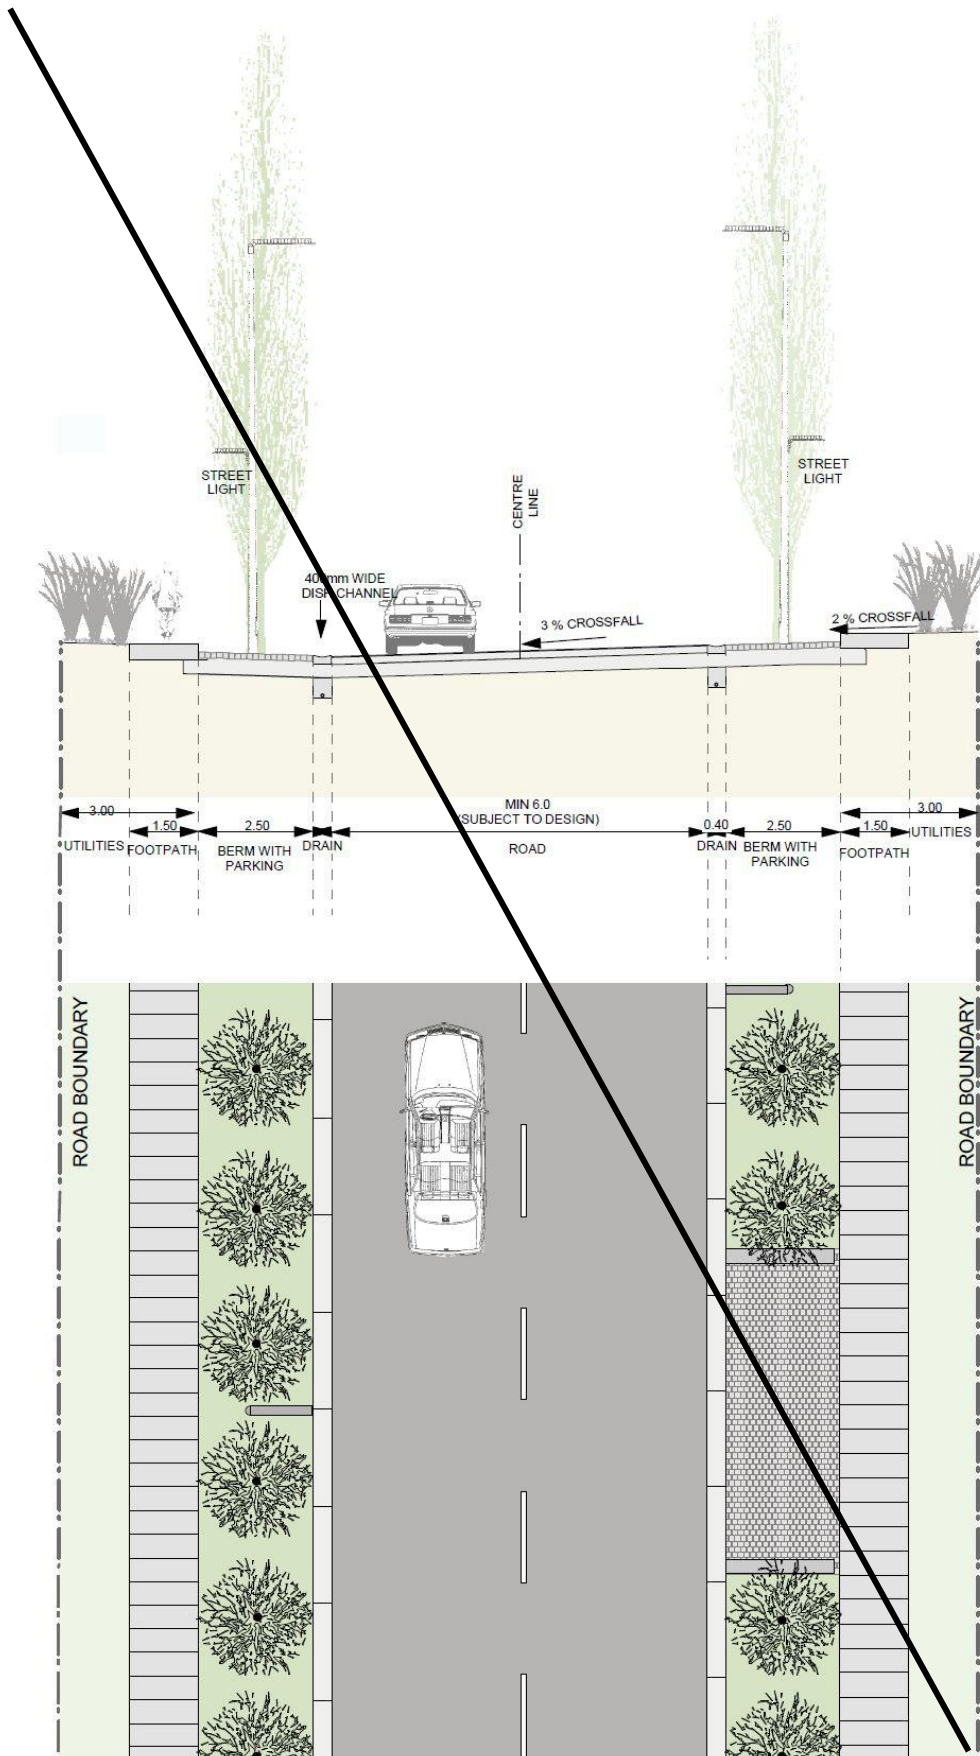 STREET
LIGHT
STREET
LIGHT
CENTRE
LINE
400mm WIDE
DISH CHANNEL
3 % CROSSFALL
2 % CROSSFALL
3.00
MIN 6.0
(SUBJECT TO DESIGN)
3.00
1.50
2.50
0.40
2.50
1.50
UTILITIES
FOOTPATH
BERM WITH
PARKING
DRAIN
ROAD
DRAIN
BERM WITH
PARKING
FOOTPATH
UTILITIES
ROAD BOUNDARY
ROAD BOUNDARY